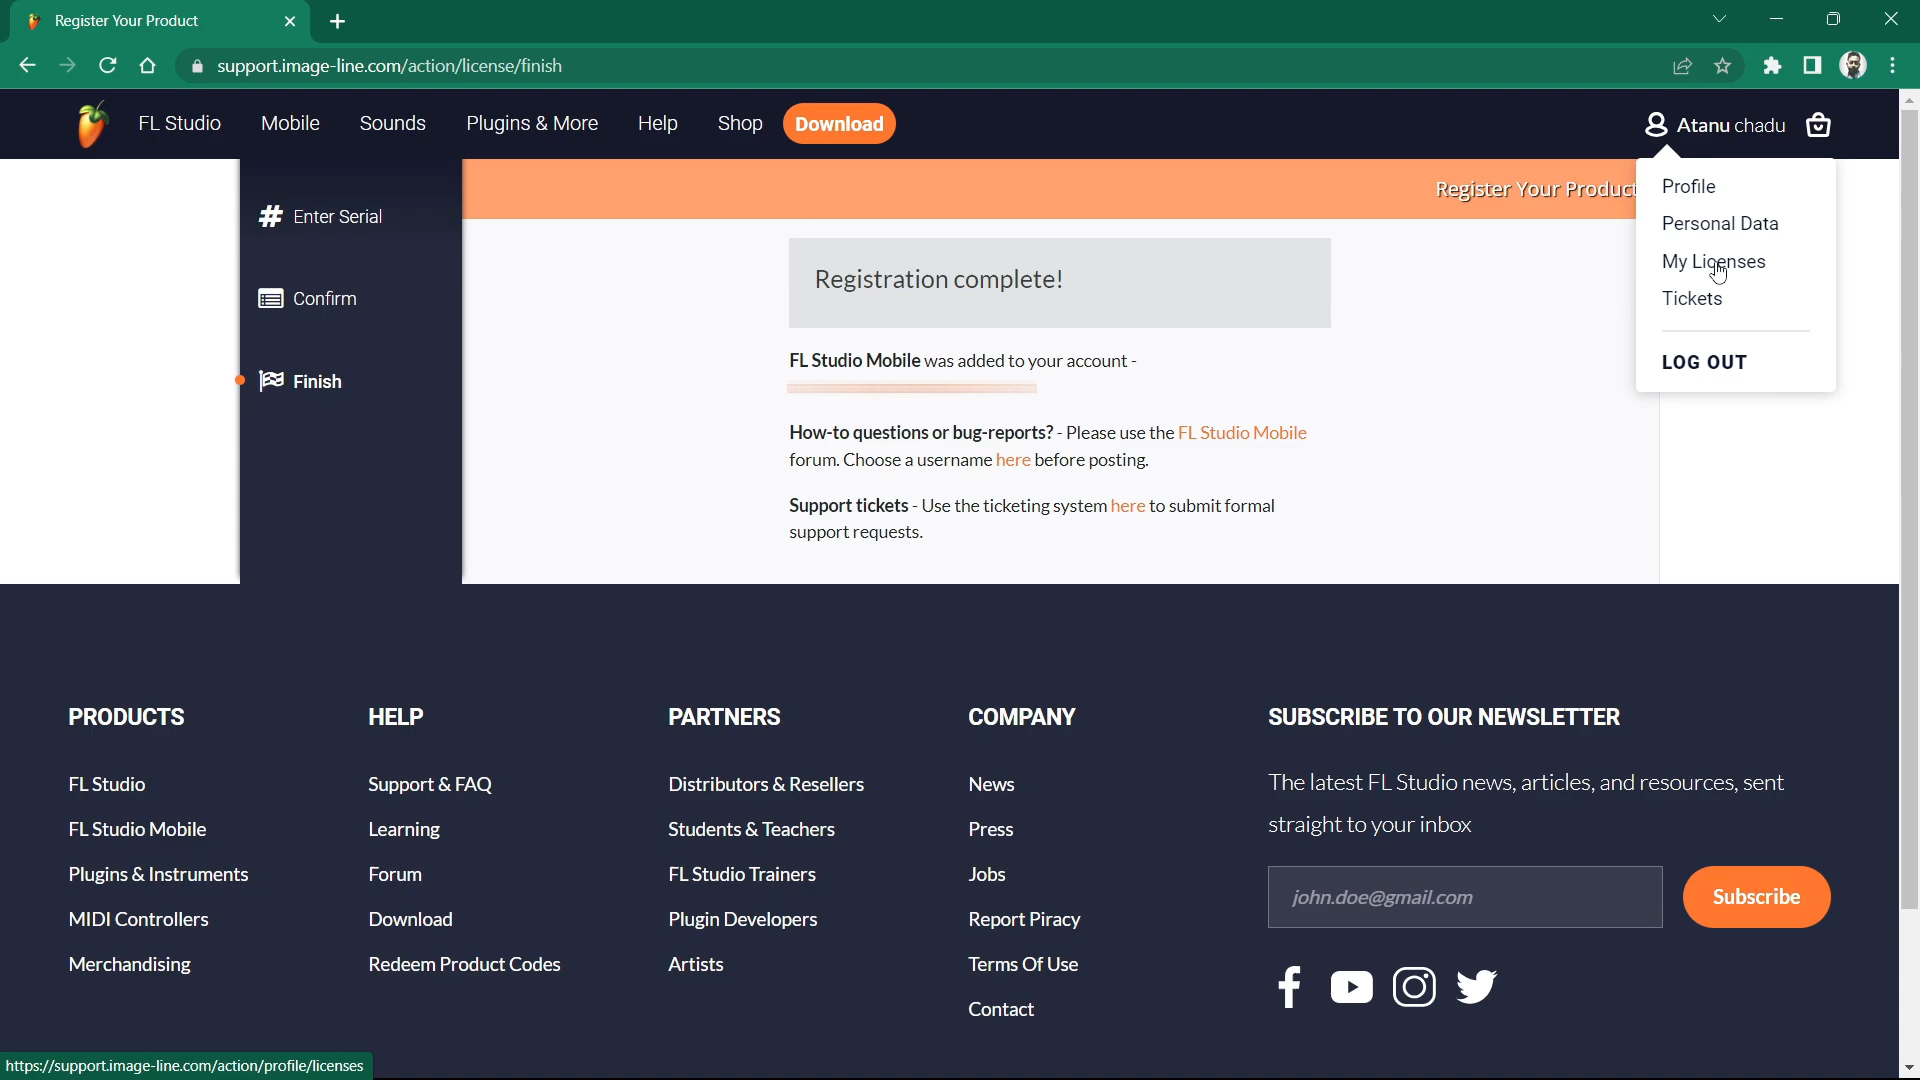 Register Your Product
support.image-line.com/action/license/finish
FL Studio
Mobile
Sounds
Plugins & More
Help
Shop
Download
Atanu chadu
Profile
Personal Data
My Licenses
Tickets
LOG OUT
# Enter Serial
Confirm
Finish
Register Your Product
Registration complete!
FL Studio Mobile was added to your account -
How-to questions or bug-reports? - Please use the FL Studio Mobile
forum. Choose a username here before posting.
Support tickets - Use the ticketing system here to submit formal
support requests.
PRODUCTS
FL Studio
FL Studio Mobile
Plugins & Instruments
MIDI Controllers
Merchandising
HELP
Support & FAQ
Learning
Forum
Download
Redeem Product Codes
PARTNERS
Distributors & Resellers
Students & Teachers
FL Studio Trainers
Plugin Developers
Artists
COMPANY
News
Press
Jobs
Report Piracy
Terms Of Use
Contact
SUBSCRIBE TO OUR NEWSLETTER
The latest FL Studio news, articles, and resources, sent
straight to your inbox
john.doe@gmail.com
Subscribe
https://support.image-line.com/action/profile/licenses